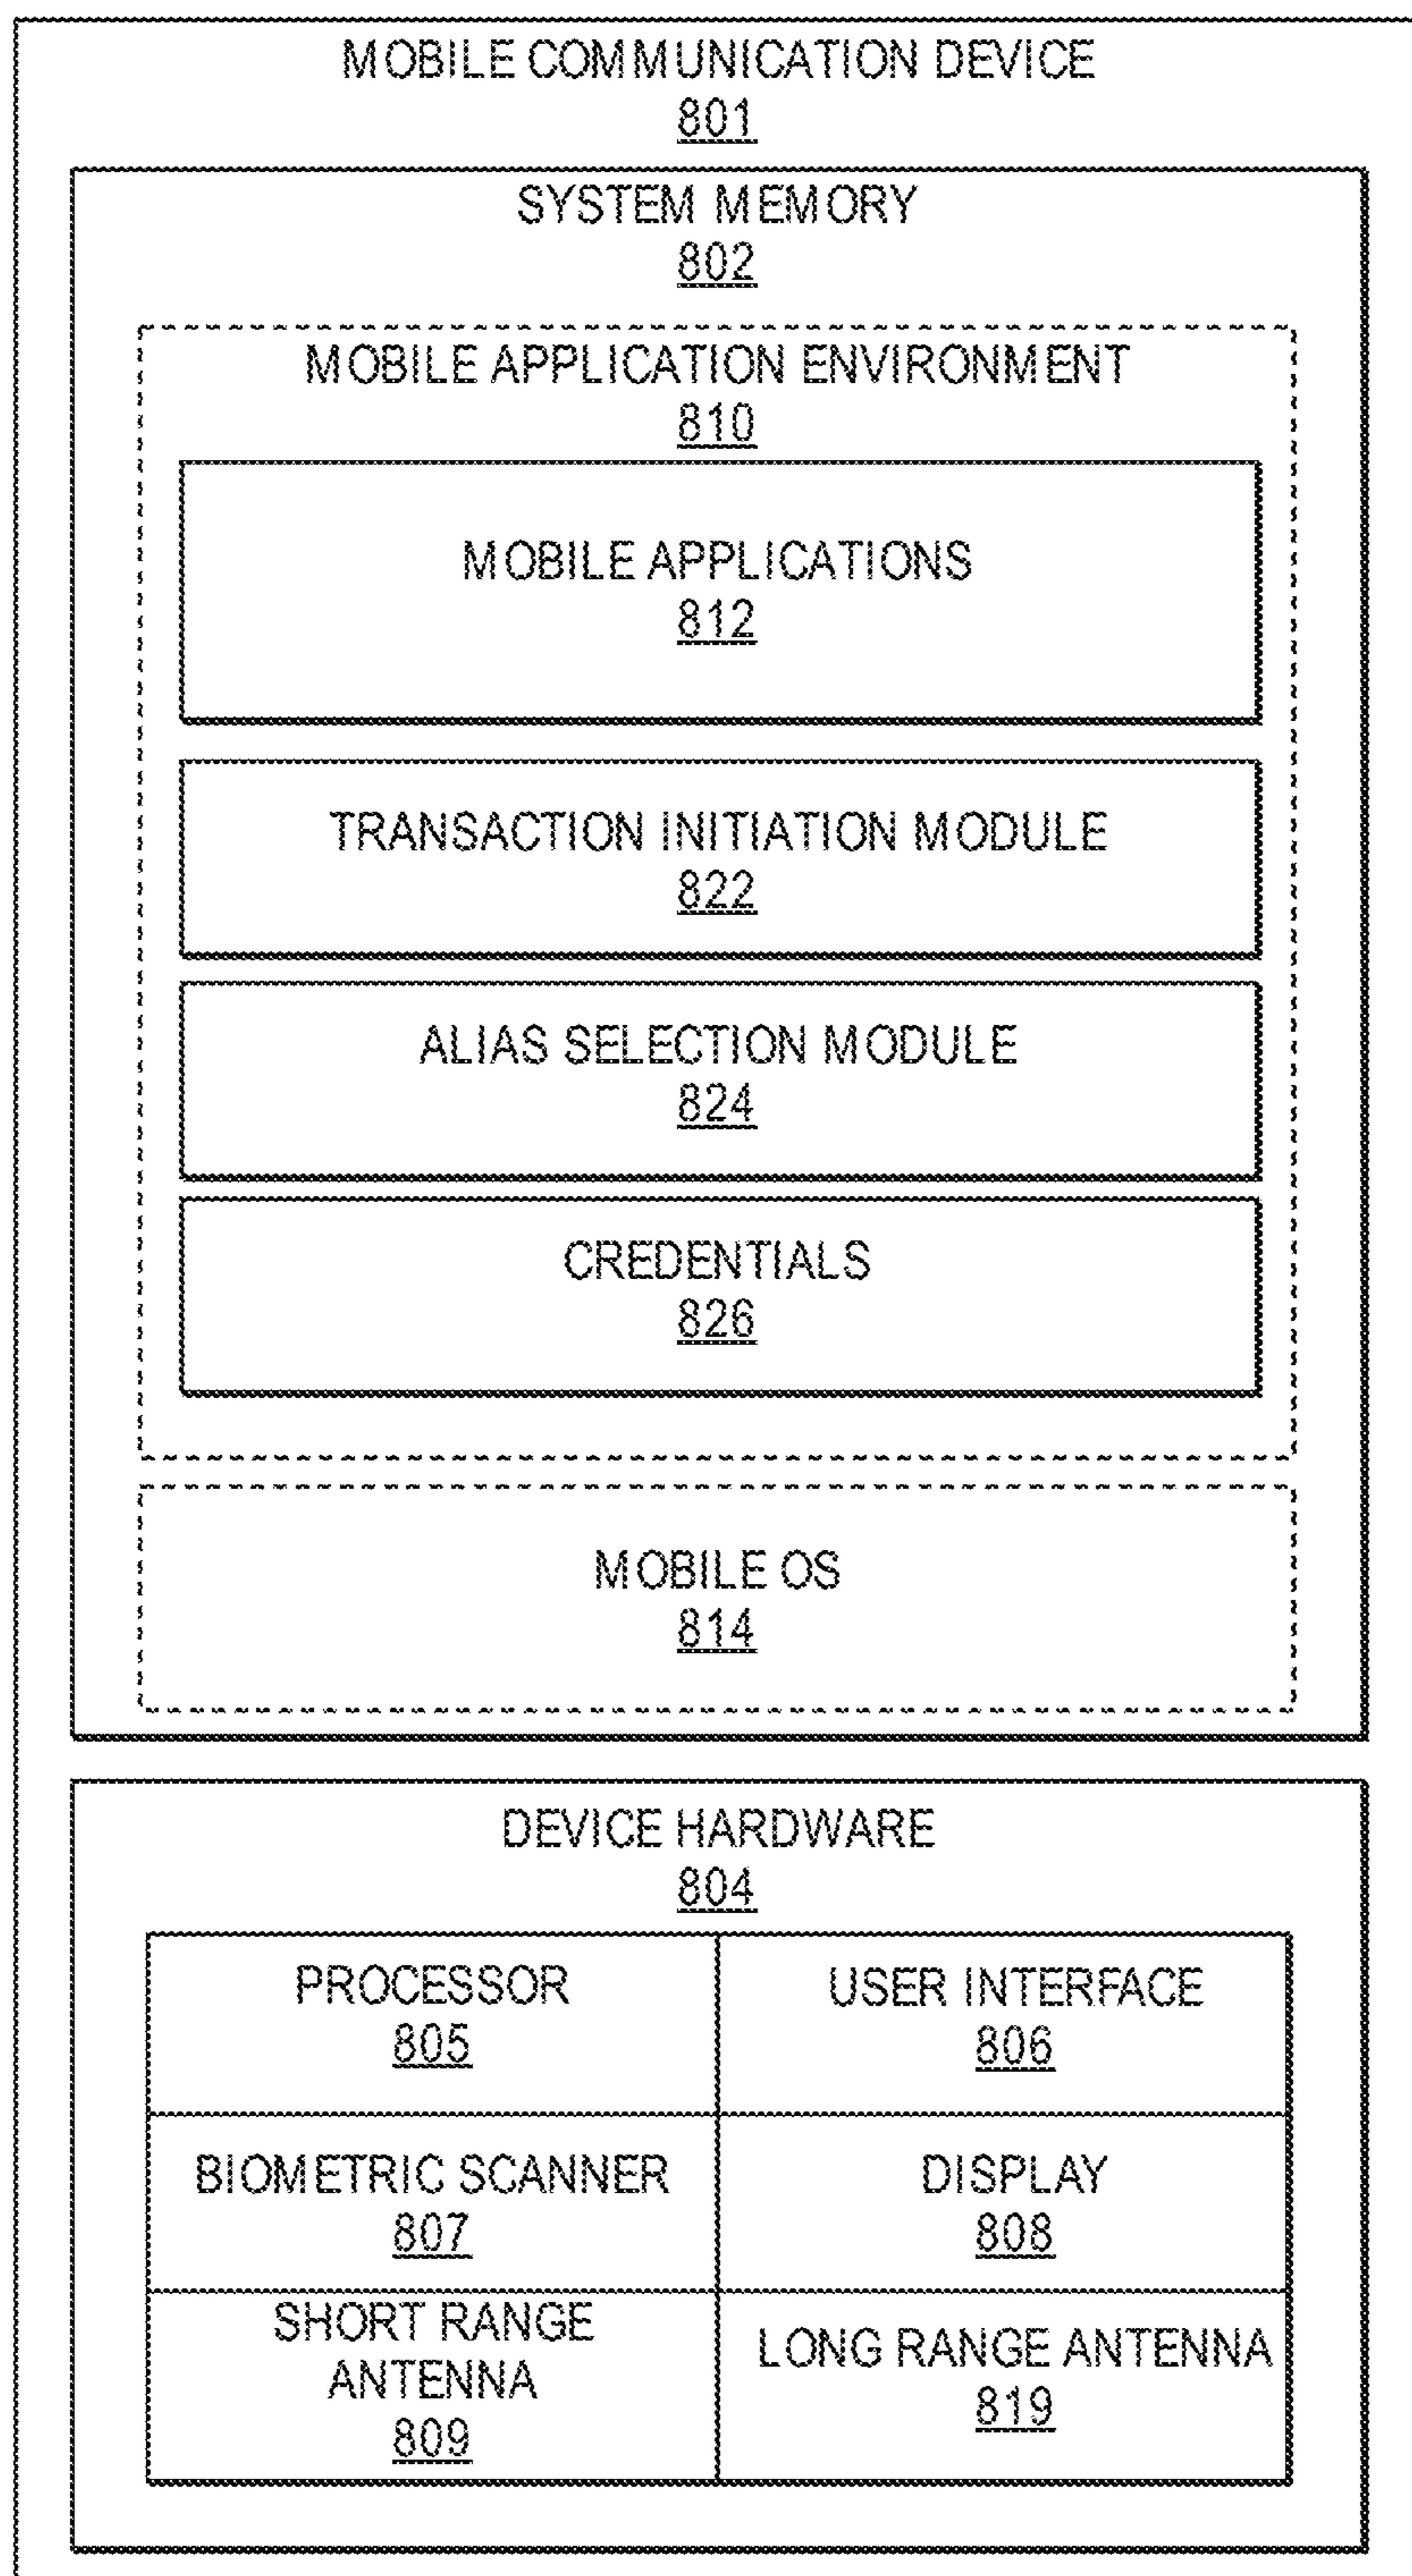 MOBILE COMMUNICATION DEVICE
801
SYSTEM MEMORY
802
MOBILE APPLICATION ENVIRONMENT
810
MOBILE APPLICATIONS
812
TRANSACTION INITIATION MODULE
822
ALIAS SELECTION MODULE
824
CREDENTIALS
826
MOBILE OS
814
DEVICE HARDWARE
804
PROCESSOR
805
USER INTERFACE
806
BIOMETRIC SCANNER
807
DISPLAY
808
SHORT RANGE
ANTENNA
809
LONG RANGE ANTENNA
819